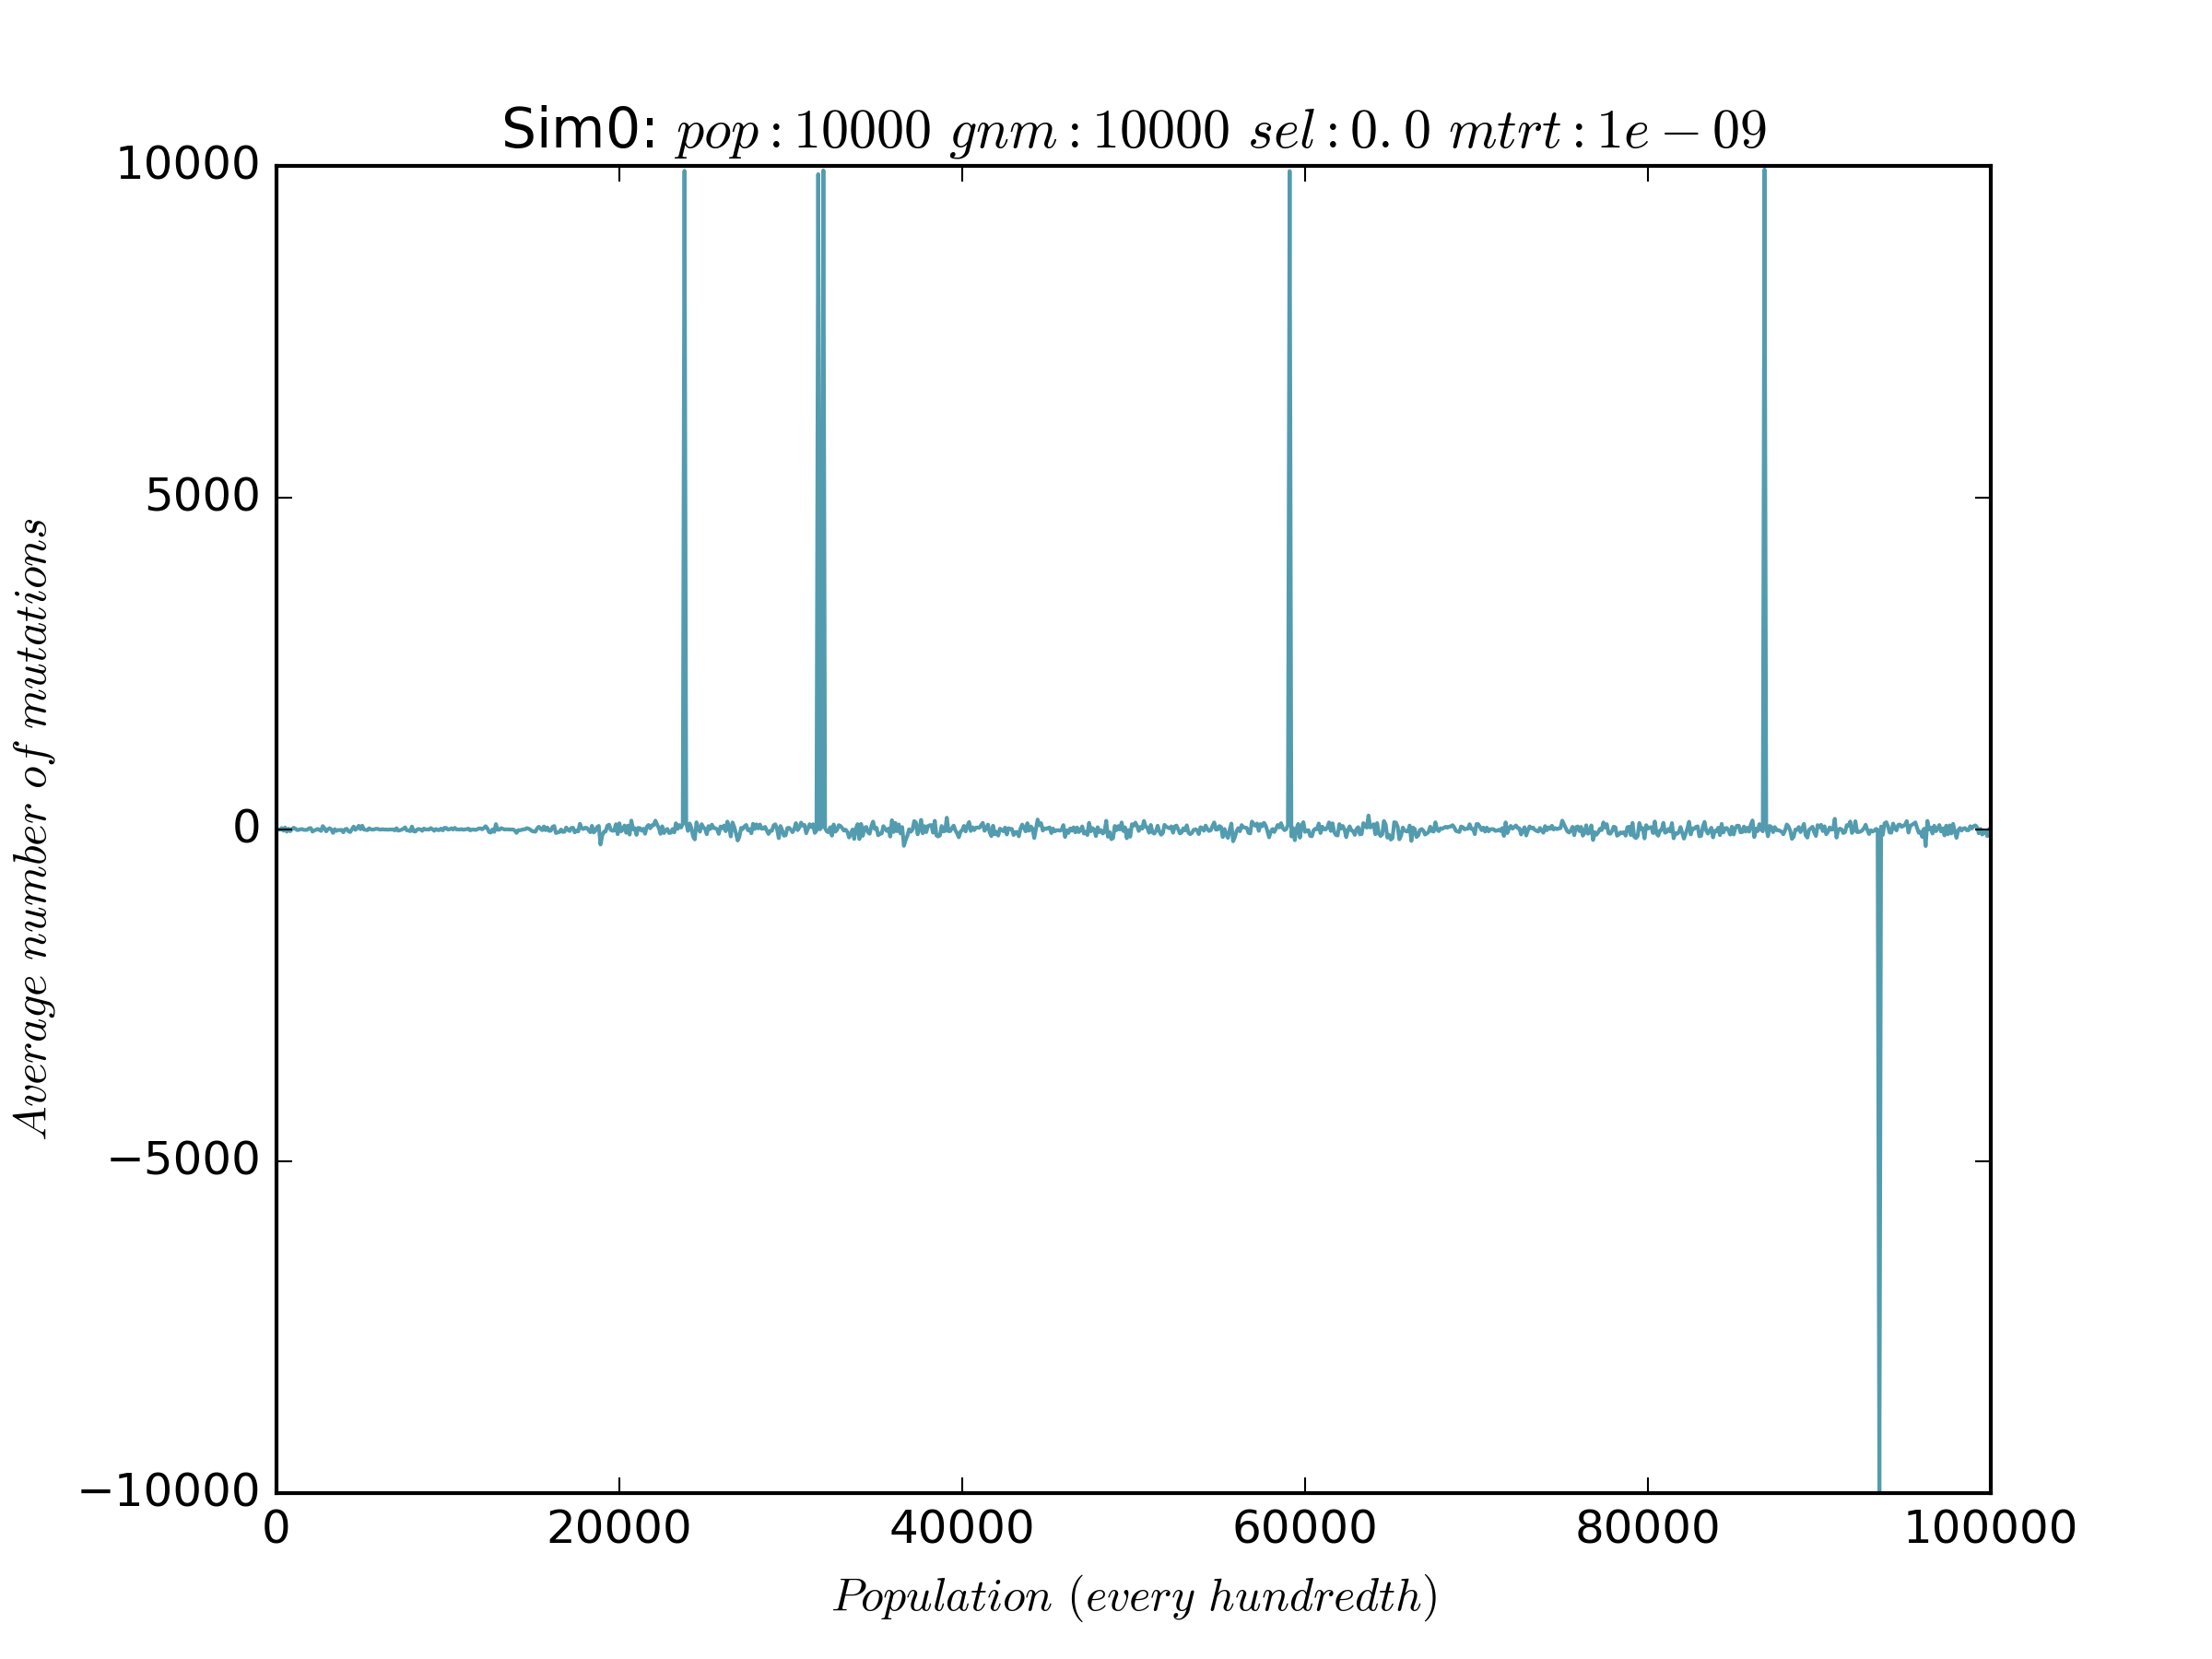 Sim0: pop : 10000 gnm : 10000 sel : 0.0 mtrt : 1e − 09
10000
5000
0
−5000
−10000
Average number of mutations
0 20000 40000 60000 80000 100000
Population (every hundredth)